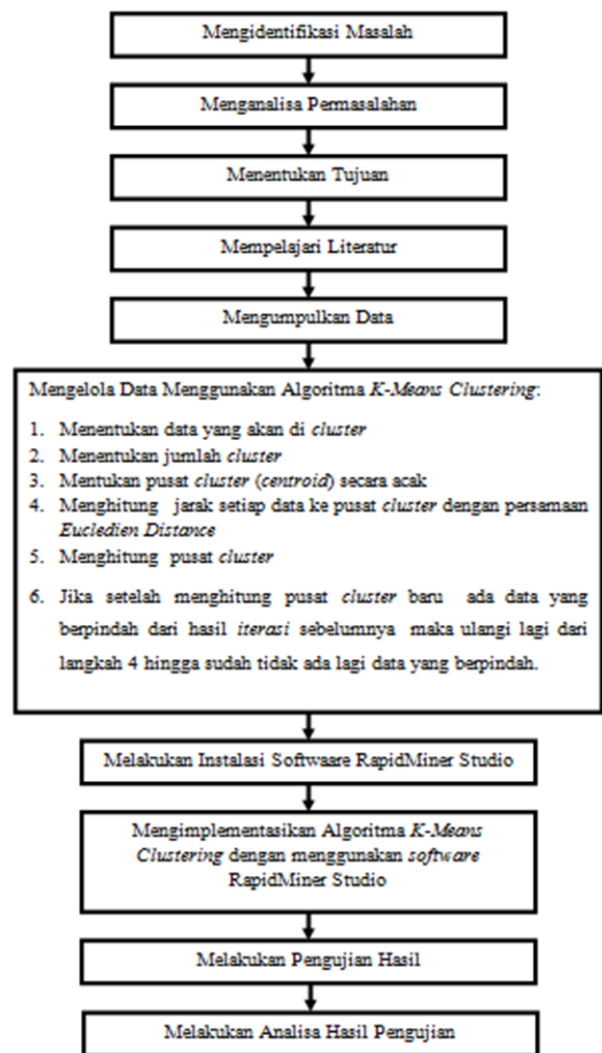 Mengidentifikasi Masalah
Menganalisa Permasalahan
Menentukan Tujuan
Mempelajari Literatur
Mengumpulkan Data
Mengelola Data Menggunakan Algoritma K-Means Clustering:
1. Menentukan data yang akan di cluster
2. Menentukan jumlah cluster
3. Mentukan pusat cluster (centroid) secara acak
4. Menghitung jarak setiap data ke pusat cluster dengan persamaan
Eucledien Distance
5. Menghitung pusat cluster
6. Jika setelah menghitung pusat cluster baru ada data yang
berpindah dari hasil iterasi sebelumnya maka ulangi lagi dari
langkah 4 hingga sudah tidak ada lagi data yang berpindah.
Melakukan Instalasi Softwaare RapidMiner Studio
Mengimplementasikan Algoritma K-Means
Clustering dengan menggunakan software
RapidMiner Studio
Melakukan Pengujian Hasil
Melakukan Analisa Hasil Pengujian